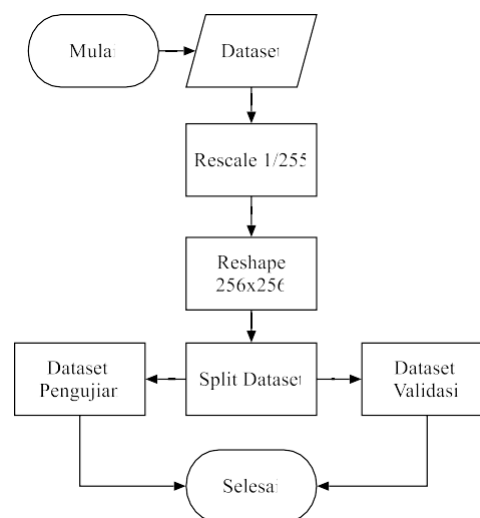 Mulai
Dataset
Rescale 1/255
Reshape
256x256
Dataset
Pengujian
Split Dataset
Dataset
Validasi
Selesai